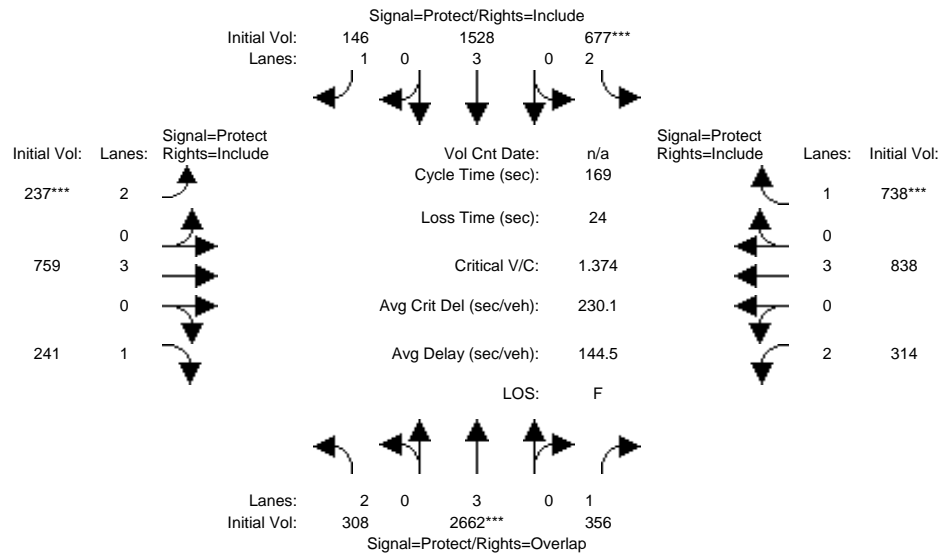 Signal=Protect/Rights=Include
Initial Vol: 146 1528 677***
Lanes: 1 0 3 0 2
Signal=Protect
Initial Vol: Lanes: Rights=Include
Vol Cnt Date: n/a
Signal=Protect
Rights=Include Lanes: Initial Vol:
Cycle Time (sec): 169
237*** 2
1 738***
Loss Time (sec): 24
0
0
759 3
Critical V/C: 1.374
3 838
0
Avg Crit Del (sec/veh): 230.1
0
241 1
Avg Delay (sec/veh): 144.5
2 314
LOS: F
Lanes: 2 0 3 0 1
Initial Vol: 308 2662*** 356
Signal=Protect/Rights=Overlap